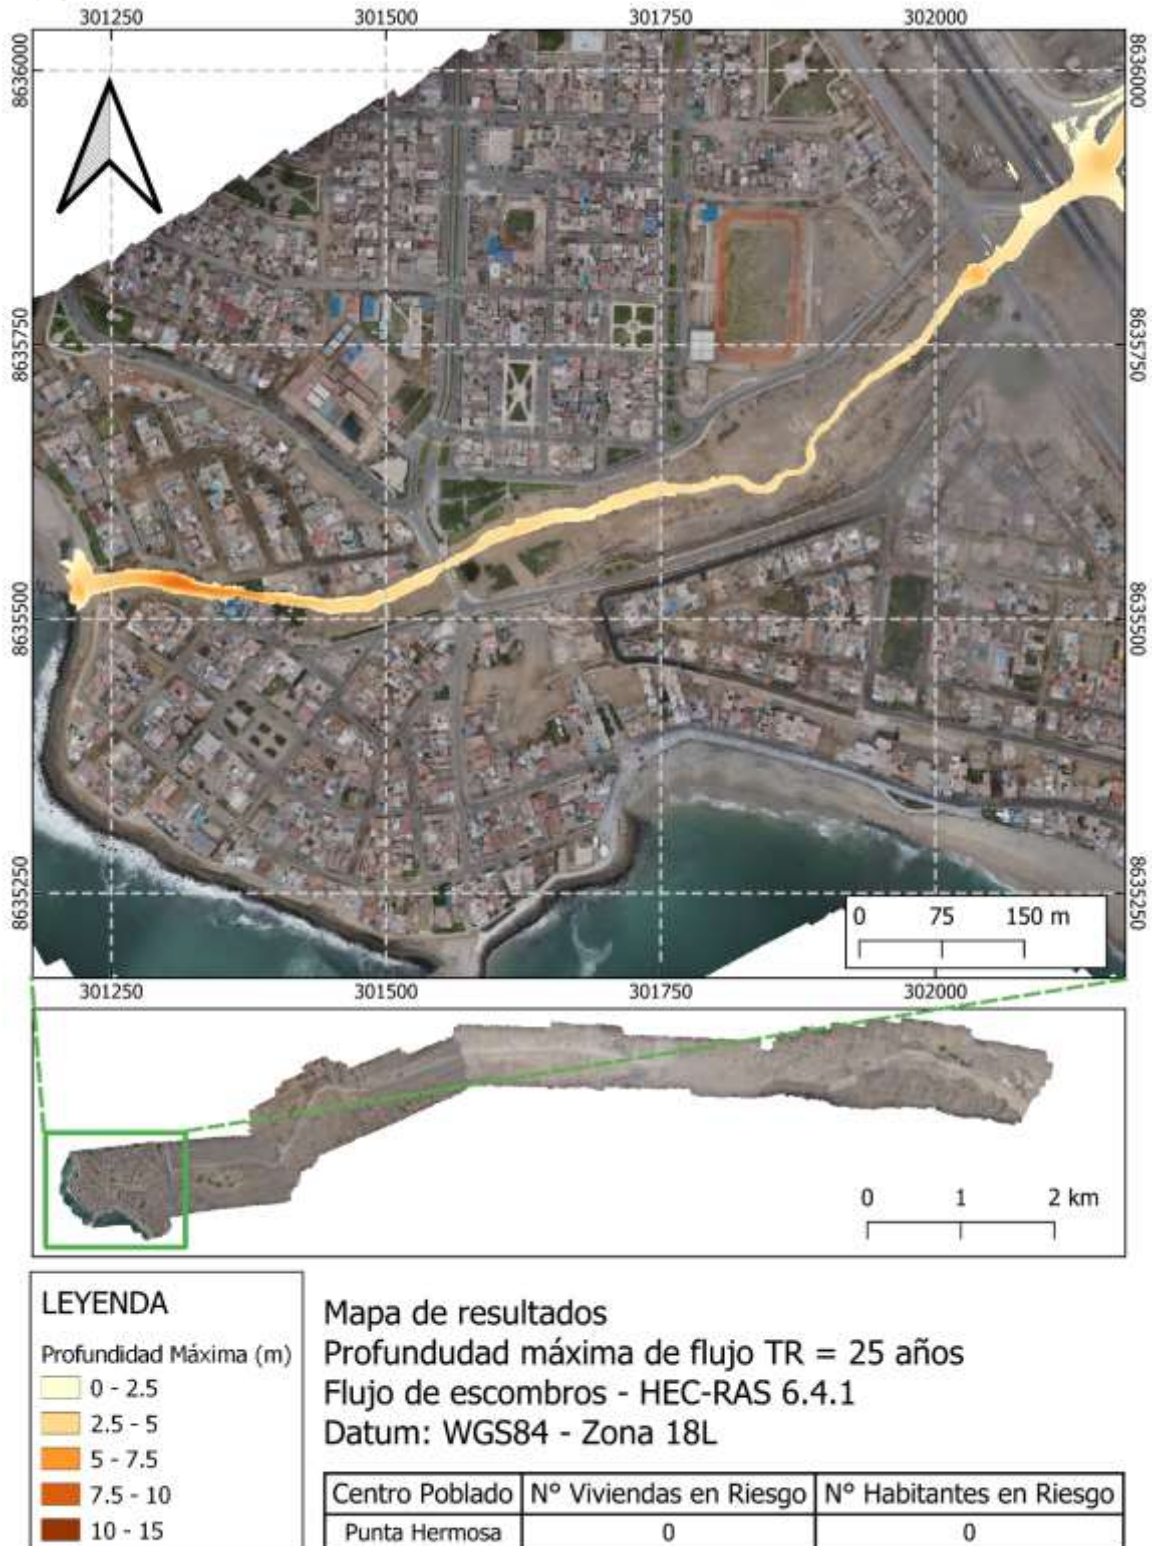 301250 301500 301750 302000
8636000 8636000
8635750 8635750
8635500 8635500
8635250 8635250
0 75 150 m
301250 301500 301750 302000
0 1 2 km
LEYENDA
Profundidad Máxima (m)
0 - 2.5
2.5 - 5
5 - 7.5
7.5 - 10
10 - 15
Mapa de resultados
Profundudad máxima de flujo TR = 25 años
Flujo de escombros - HEC-RAS 6.4.1
Datum: WGS84 - Zona 18L
Centro Poblado N° Viviendas en Riesgo N° Habitantes en Riesgo
Punta Hermosa 0 0